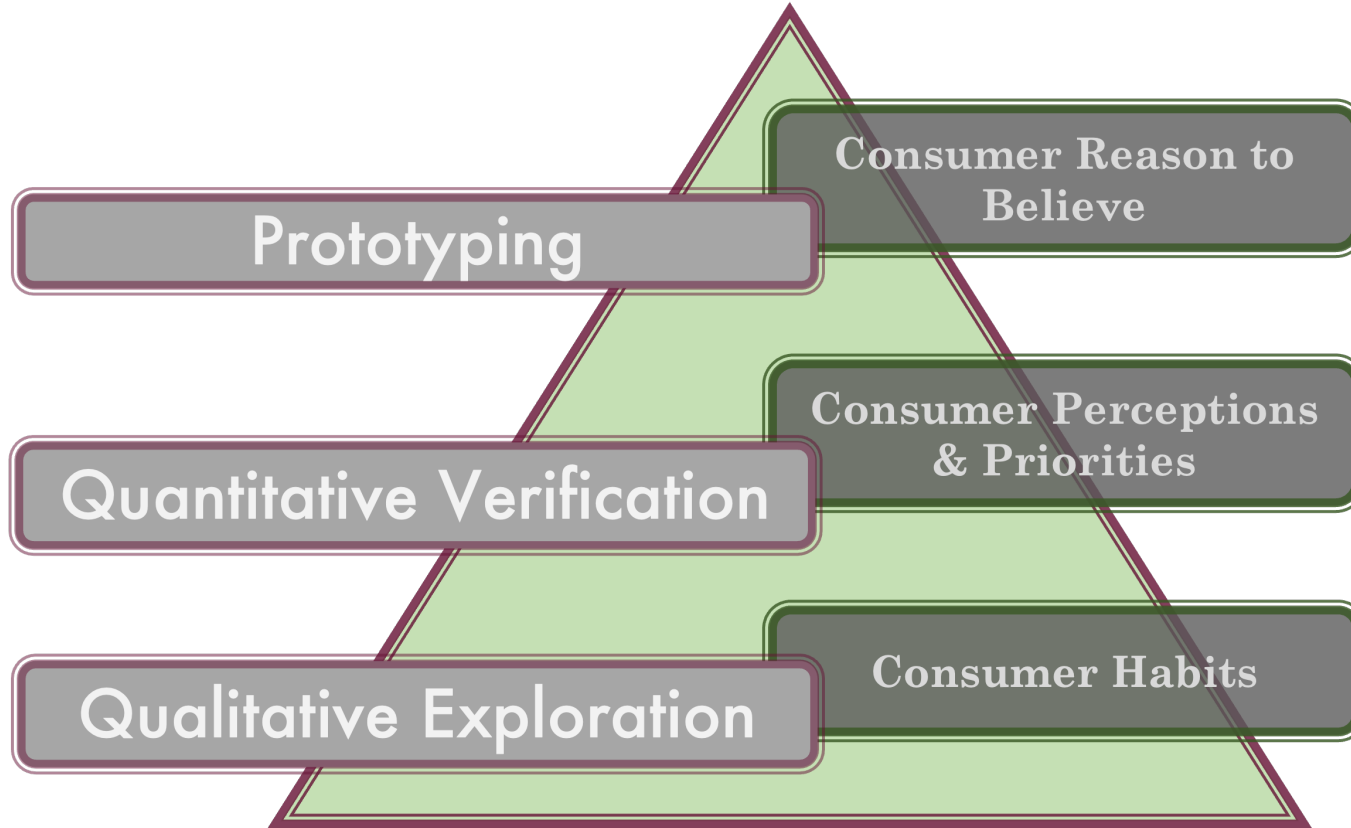 Consumer Reason to
Believe
Prototyping
Consumer Perceptions
& Priorities
Quantitative Verification
Consumer Habits
Qualitative Exploration